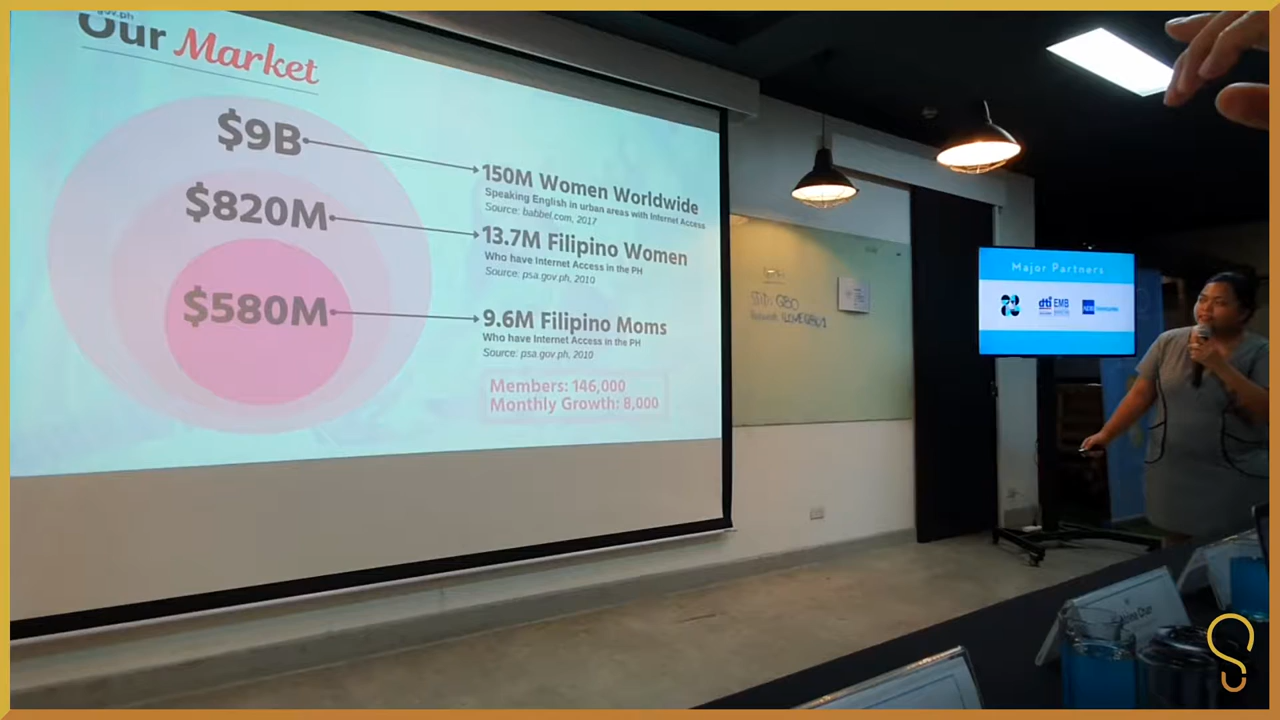 gov.ph
Our Market
$9B
150M Women Worldwide
Speaking English in urban areas with Internet Access
Source: babbel.com, 2017
$820M
13.7M Filipino Women
Who have Internet Access in the PH
Source: psa.gov.ph, 2010
$580M
9.6M Filipino Moms
Who have Internet Access in the PH
Source: psa.gov.ph, 2010
Members: 146,000
Monthly Growth: 8,000
Major Partners
dti EMB